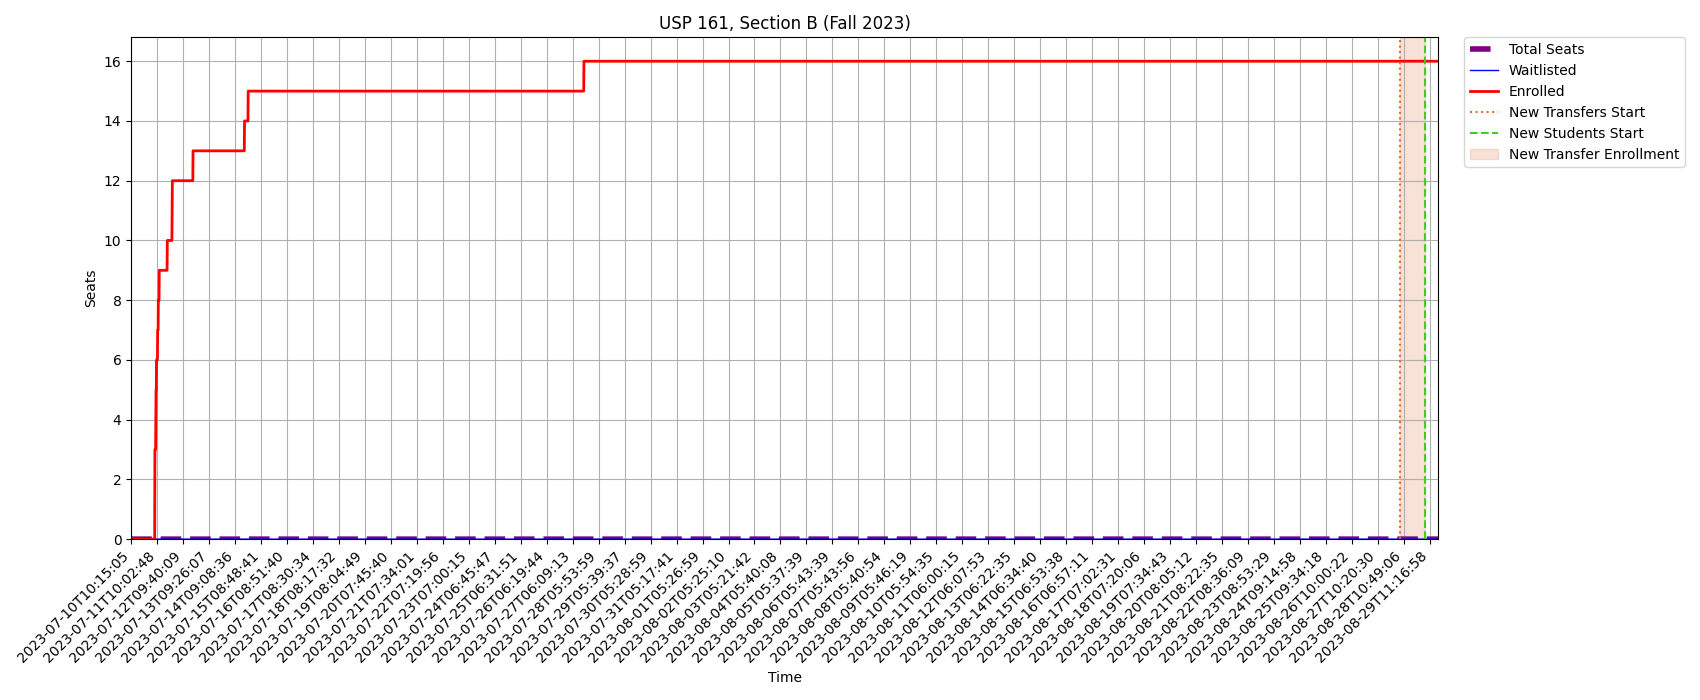 USP 161, Section B (Fall 2023)
Total Seats
Waitlisted
Enrolled
New Transfers Start
New Students Start
New Transfer Enrollment
Seats
16
14
12
10
8
6
4
2
0
2023-07-10T10:15:05
2023-07-11T10:02:48
2023-07-12T09:40:09
2023-07-13T09:26:07
2023-07-14T09:08:36
2023-07-15T08:48:41
2023-07-16T08:51:40
2023-07-17T08:30:34
2023-07-18T08:17:32
2023-07-19T08:04:49
2023-07-20T07:45:40
2023-07-21T07:34:01
2023-07-22T07:19:56
2023-07-23T07:00:15
2023-07-24T06:45:47
2023-07-25T06:31:51
2023-07-26T06:19:44
2023-07-27T06:09:13
2023-07-28T05:53:59
2023-07-29T05:39:37
2023-07-30T05:28:59
2023-07-31T05:17:41
2023-08-01T05:26:59
2023-08-02T05:25:10
2023-08-03T05:21:42
2023-08-04T05:40:08
2023-08-05T05:37:39
2023-08-06T05:43:39
2023-08-07T05:43:56
2023-08-08T05:40:54
2023-08-09T05:46:19
2023-08-10T05:54:35
2023-08-11T06:00:15
2023-08-12T06:07:53
2023-08-13T06:22:35
2023-08-14T06:34:40
2023-08-15T06:53:38
2023-08-16T06:57:11
2023-08-17T07:02:31
2023-08-18T07:20:06
2023-08-19T07:34:43
2023-08-20T08:05:12
2023-08-21T08:22:35
2023-08-22T08:36:09
2023-08-23T08:53:29
2023-08-24T09:14:58
2023-08-25T09:34:18
2023-08-26T10:00:22
2023-08-27T10:20:30
2023-08-28T10:49:06
2023-08-29T11:16:58
Time